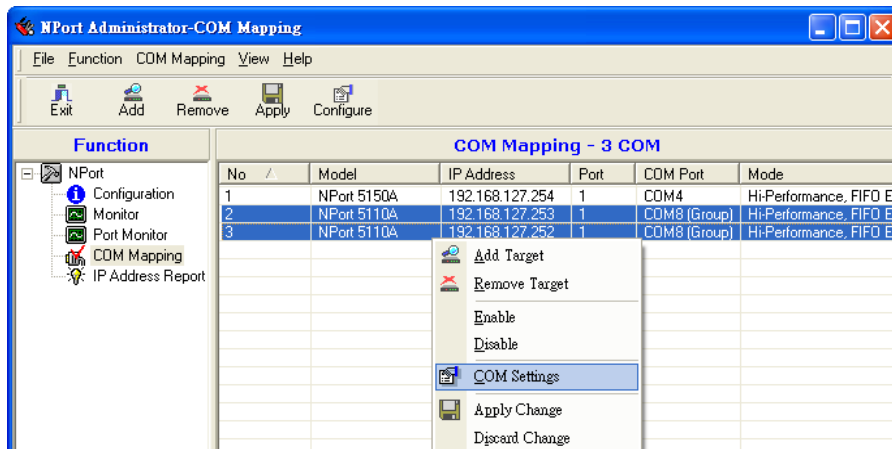 NPort Administrator-COM Mapping
File Function COM Mapping View Help
Exit Add Remove Apply Configure
Function
COM Mapping - 3 COM
NPort
Configuration
Monitor
Port Monitor
COM Mapping
IP Address Report
No Model IP Address Port COM Port Mode
1 NPort 5150A 192.168.127.254 1 COM4 Hi-Performance, FIFO E
2 NPort 5110A 192.168.127.253 1 COM8 (Group) Hi-Performance, FIFO E
3 NPort 5110A 192.168.127.252 1 COM8 (Group) Hi-Performance, FIFO E
Add Target
Remove Target
Enable
Disable
COM Settings
Apply Change
Discard Change